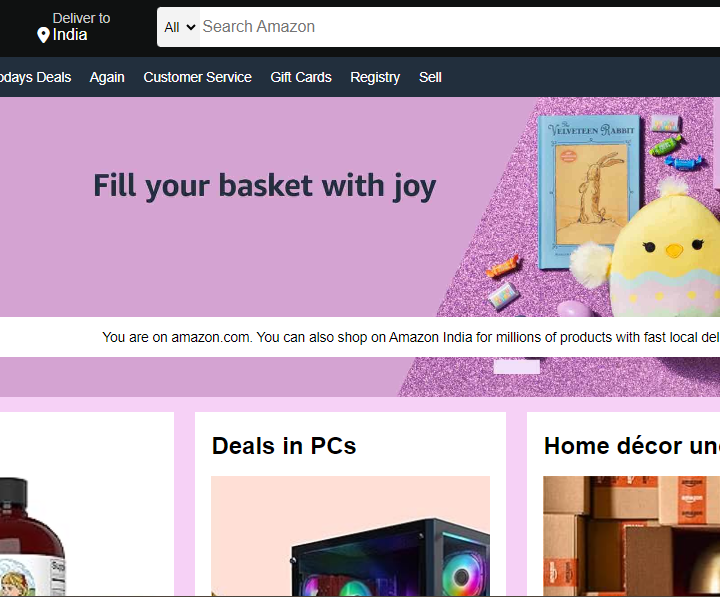 Deliver to
India
All
Search Amazon
odays Deals
Again
Customer Service
Gift Cards
Registry
Sell
The
VELVETEEN RABBIT
Fill your basket with joy
You are on amazon.com. You can also shop on Amazon India for millions of products with fast local del
Deals in PCs
Home décor un